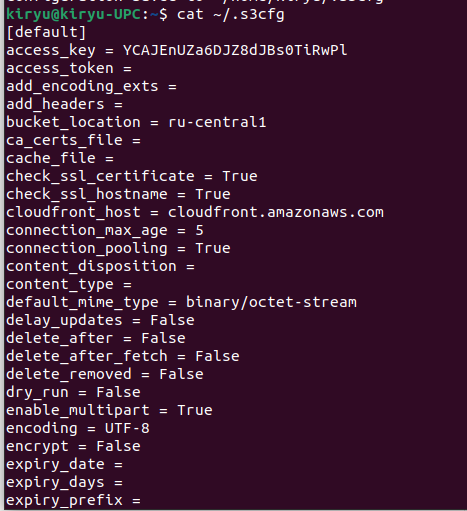 kiryu@kiryu-UPC:~$ cat ~/.s3cfg
[default]
access_key = YCAJEnUZa6DJZ8dJBs0TiRwPl
access_token =
add_encoding_exts =
add_headers =
bucket_location = ru-central1
ca_certs_file =
cache_file =
check_ssl_certificate = True
check_ssl_hostname = True
cloudfront_host = cloudfront.amazonaws.com
connection_max_age = 5
connection_pooling = True
content_disposition =
content_type =
default_mime_type = binary/octet-stream
delay_updates = False
delete_after = False
delete_after_fetch = False
delete_removed = False
dry_run = False
enable_multipart = True
encoding = UTF-8
encrypt = False
expiry_date =
expiry_days =
expiry_prefix =